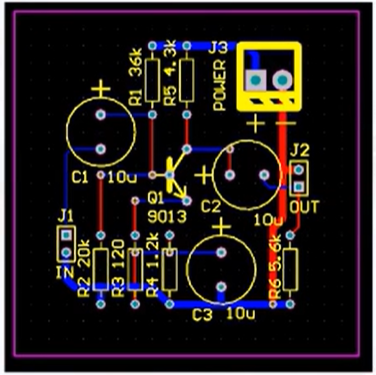 R1 36k
R5 4.3k
J3
POWER
+ −
+
C1 10u
+
J2
Q1
9013
C2
10u
OUT
J1
IN
R2 20k
R3 120
R4 1.2k
+
C3 10u
R6 5.6k